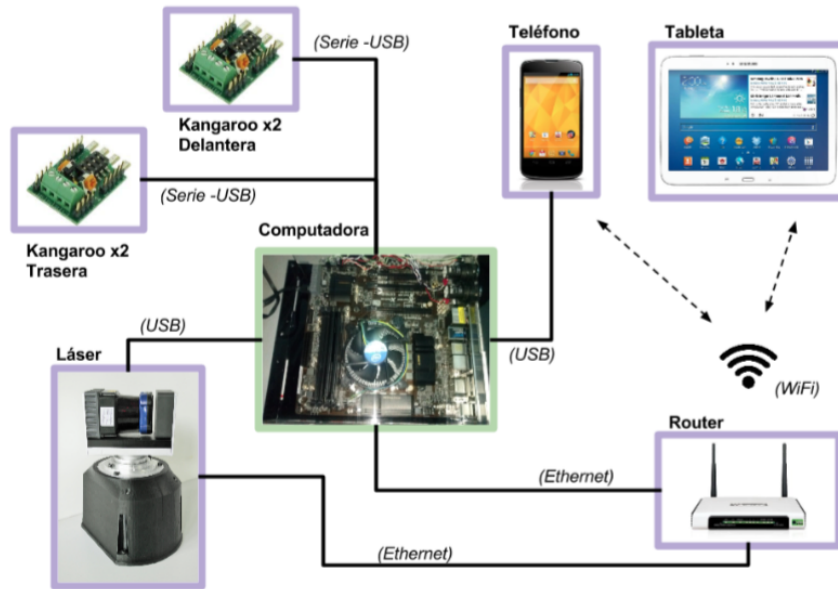 (Serie -USB)
Teléfono
Tableta
Kangaroo x2
Delantera
(Serie -USB)
Kangaroo x2
Trasera
Computadora
(USB)
(USB)
Láser
(WiFi)
Router
(Ethernet)
(Ethernet)